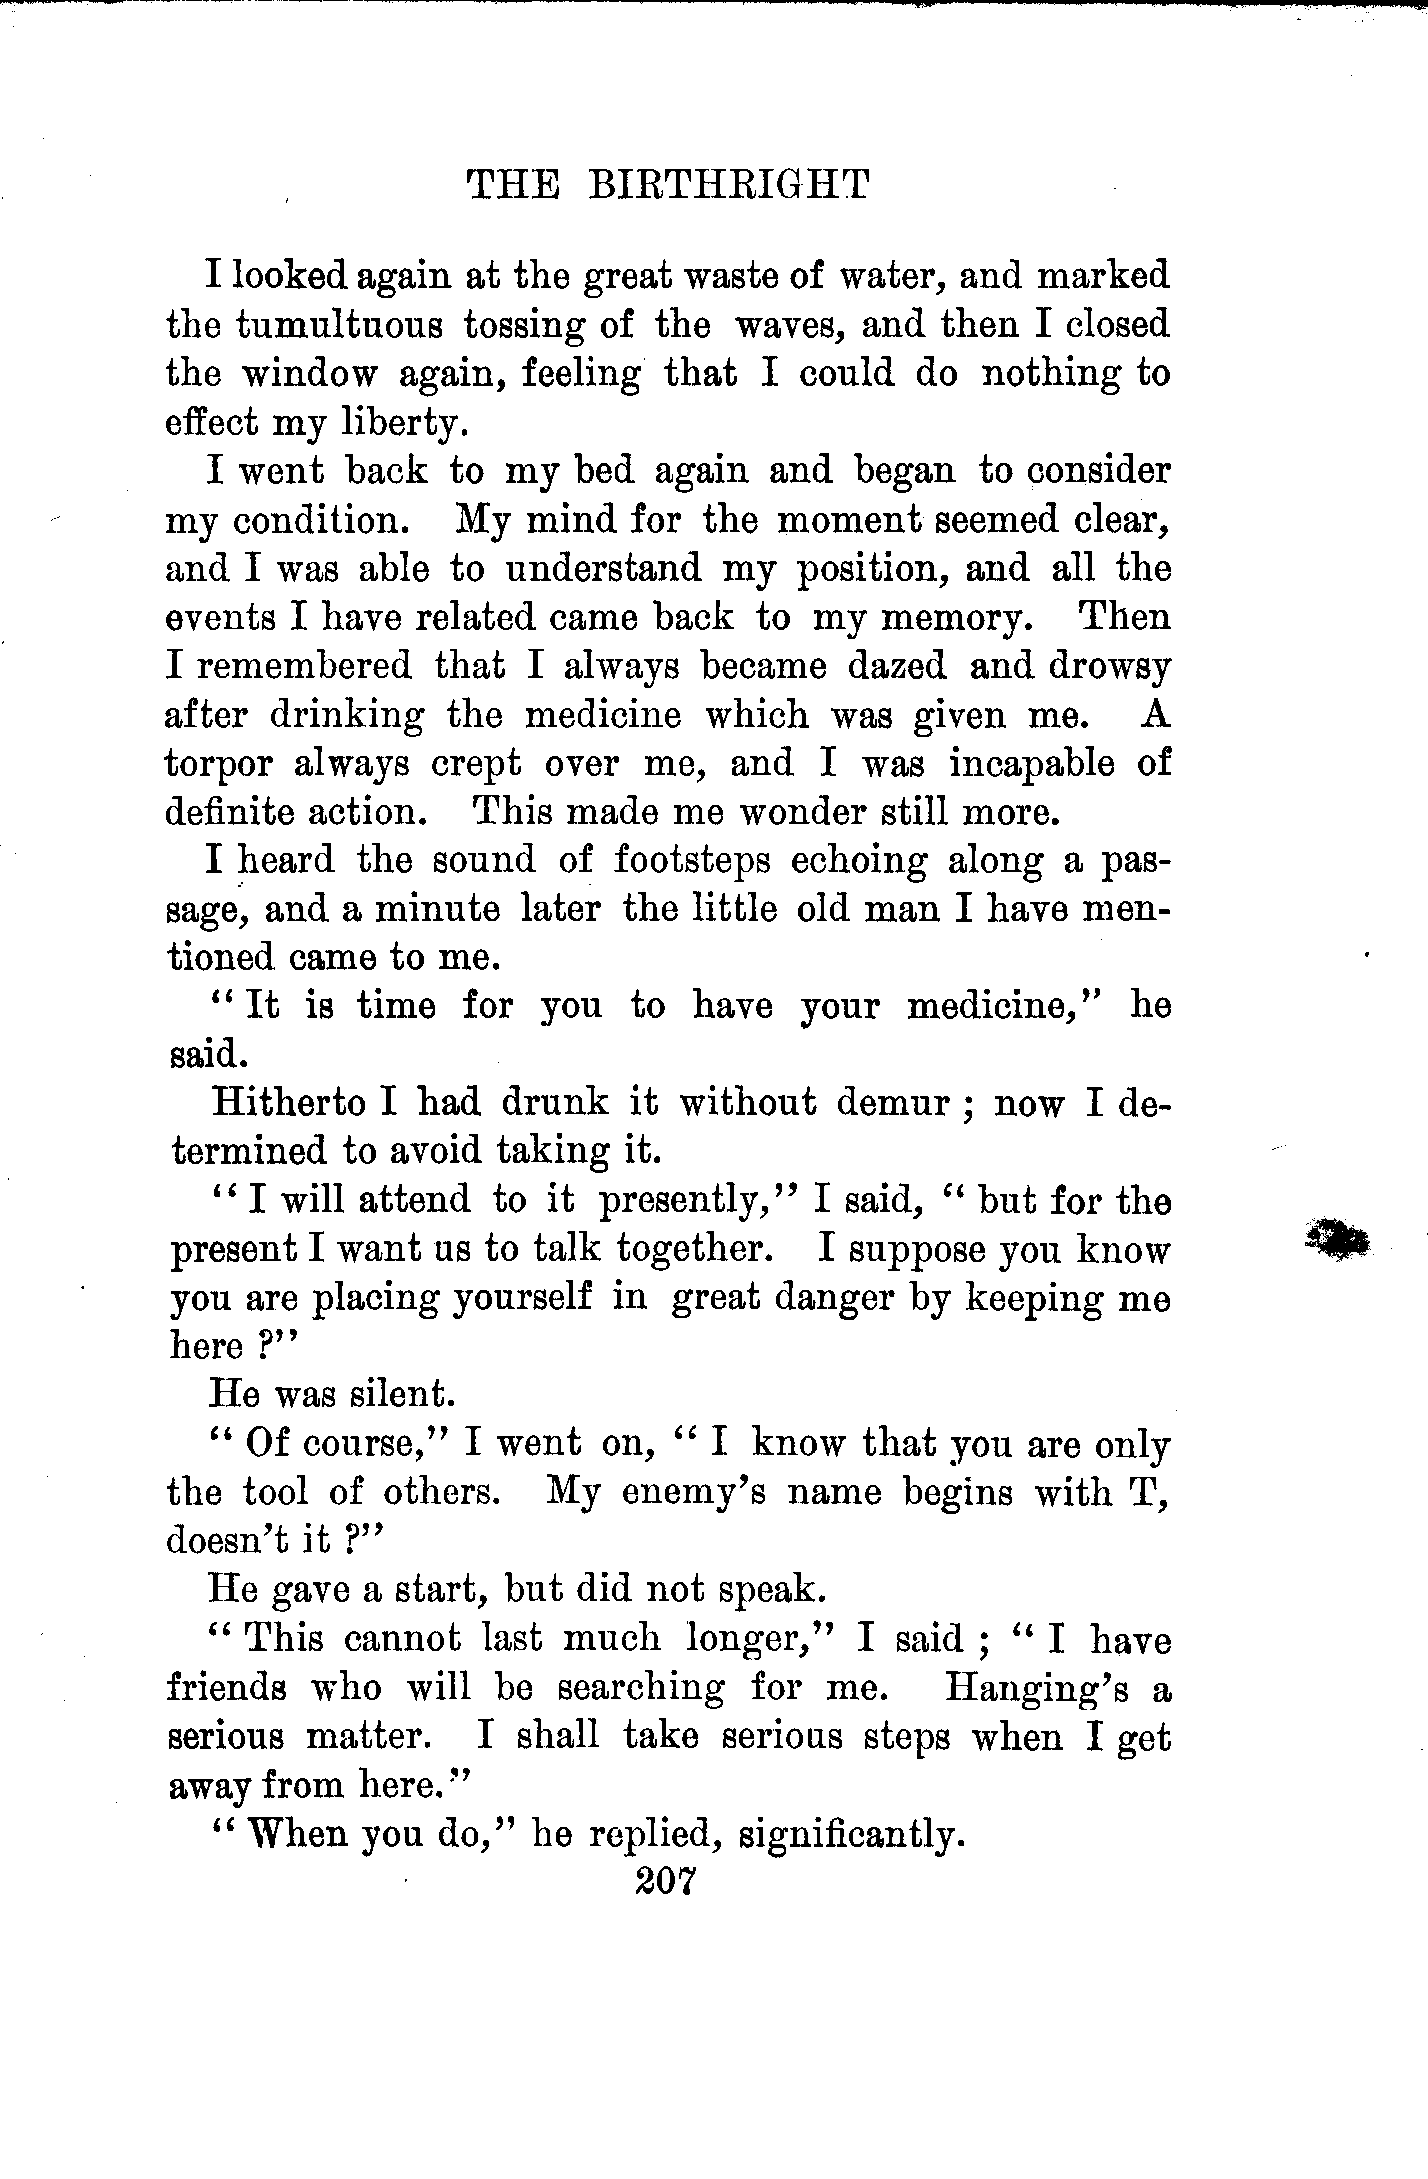 THE BIRTHRIGHT
I looked again at the great waste of water, and marked
the tumultuous tossing of the waves, and then I closed
the window again, feeling that I could do nothing to
effect my liberty.
I went back to my bed again and began to consider
my condition. My mind for the moment seemed clear,
and I was able to understand my position, and all the
events I have related came back to my memory. Then
I remembered that I always became dazed and drowsy
after drinking the medicine which was given me. A
torpor always crept over me, and I was incapable of
definite action. This made me wonder still more.
I heard the sound of footsteps echoing along a pas-
sage, and a minute later the little old man I have men-
tioned came to me.
“ It is time for you to have your medicine,” he
said.
Hitherto I had drunk it without demur ; now I de-
termined to avoid taking it.
“ I will attend to it presently,” I said, “ but for the
present I want us to talk together. I suppose you know
you are placing yourself in great danger by keeping me
here ?”
He was silent.
“ Of course,” I went on, “ I know that you are only
the tool of others. My enemy’s name begins with T,
doesn’t it ?”
He gave a start, but did not speak.
“ This cannot last much longer,” I said ; “ I have
friends who will be searching for me. Hanging’s a
serious matter. I shall take serious steps when I get
away from here.”
“ When you do,” he replied, significantly.
207